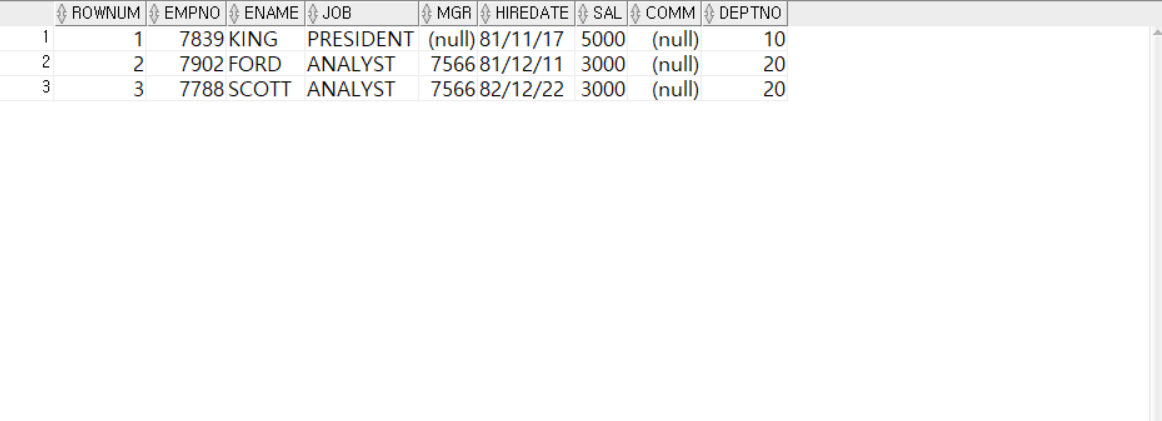 ROWNUM EMPNO ENAME JOB MGR HIREDATE SAL COMM DEPTNO
1 1 7839 KING PRESIDENT (null) 81/11/17 5000 (null) 10
2 2 7902 FORD ANALYST 7566 81/12/11 3000 (null) 20
3 3 7788 SCOTT ANALYST 7566 82/12/22 3000 (null) 20